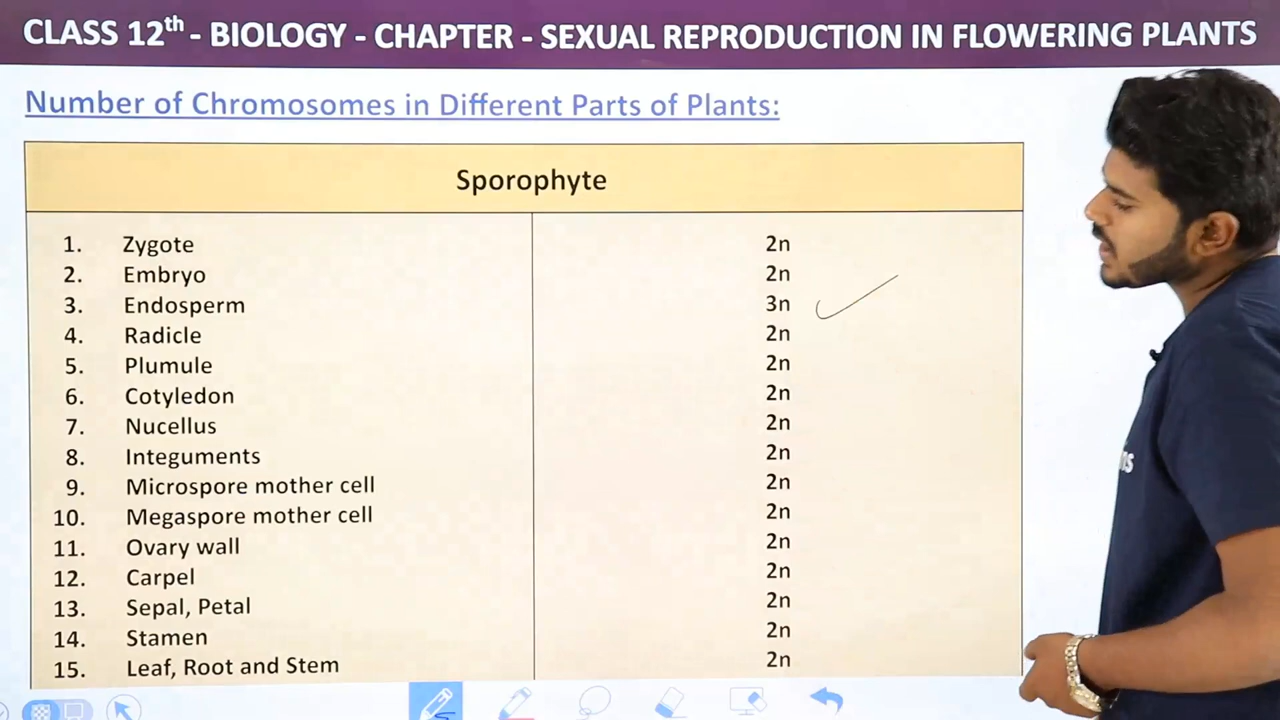 CLASS 12th - BIOLOGY - CHAPTER - SEXUAL REPRODUCTION IN FLOWERING PLANTS
Number of Chromosomes in Different Parts of Plants:
Sporophyte
1. Zygote 2n
2. Embryo 2n
3. Endosperm 3n
4. Radicle 2n
5. Plumule 2n
6. Cotyledon 2n
7. Nucellus 2n
8. Integuments 2n
9. Microspore mother cell 2n
10. Megaspore mother cell 2n
11. Ovary wall 2n
12. Carpel 2n
13. Sepal, Petal 2n
14. Stamen 2n
15. Leaf, Root and Stem 2n